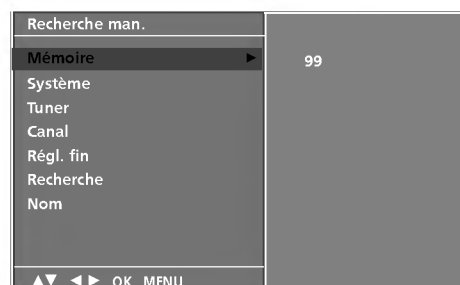 Recherche man.
Mémoire ► 99
Système
Tuner
Canal
Régl. fin
Recherche
Nom
▲▼ ◄► OK MENU